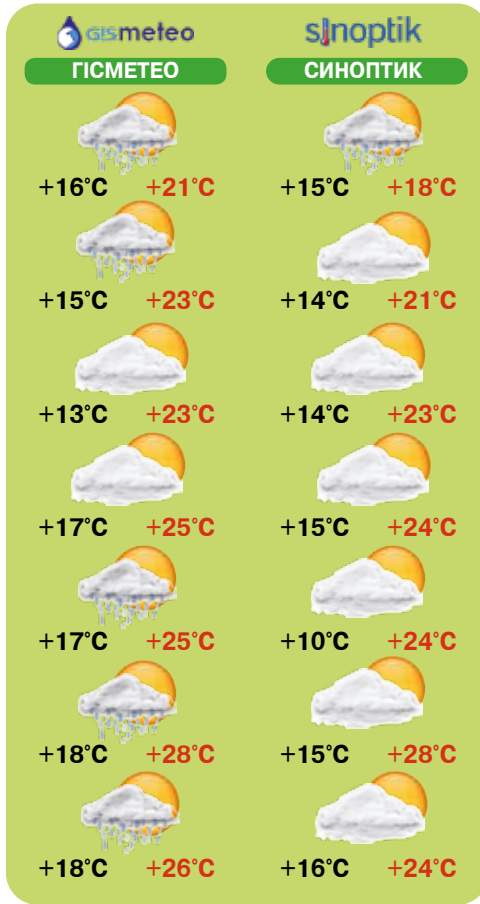 GISmeteo sinoptik
ГІСМЕТЕО СИНОПТИК
+16°C +21°C +15°C +18°C
+15°C +23°C +14°C +21°C
+13°C +23°C +14°C +23°C
+17°C +25°C +15°C +24°C
+17°C +25°C +10°C +24°C
+18°C +28°C +15°C +28°C
+18°C +26°C +16°C +24°C